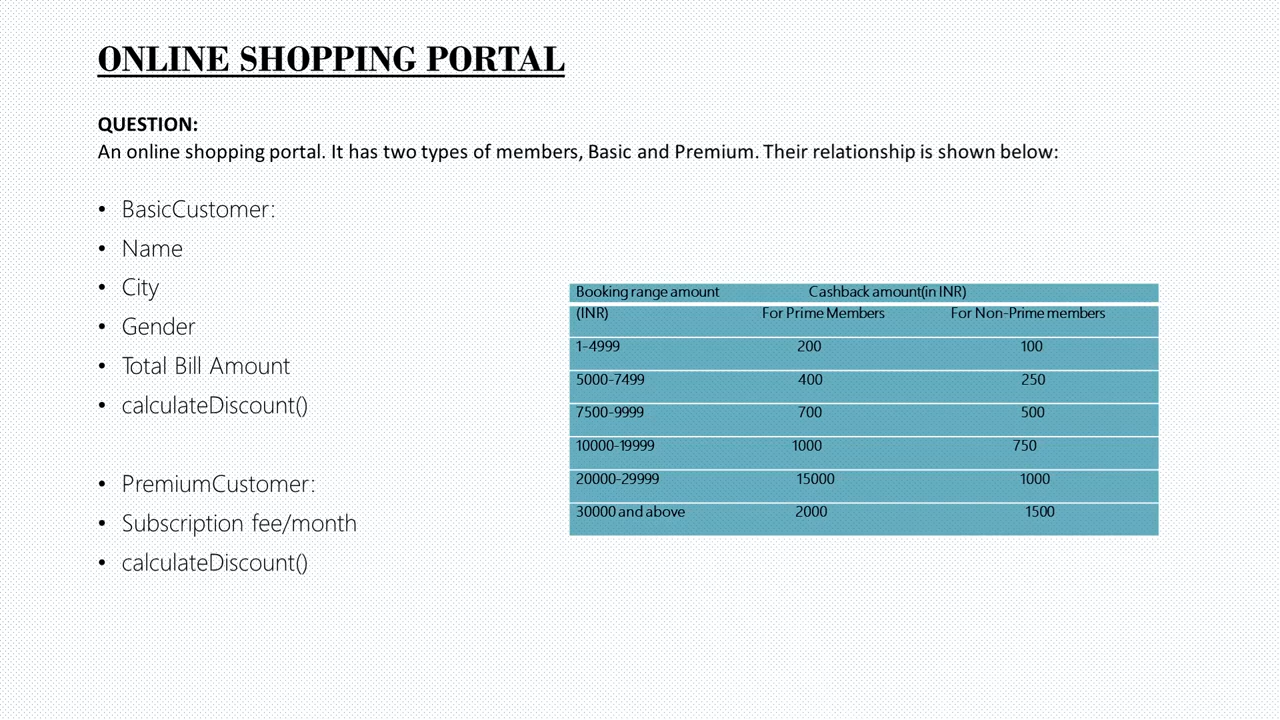 ONLINE SHOPPING PORTAL
QUESTION:
An online shopping portal. It has two types of members, Basic and Premium. Their relationship is shown below:
• BasicCustomer:
• Name
• City
• Gender
• Total Bill Amount
• calculateDiscount()
• PremiumCustomer:
• Subscription fee/month
• calculateDiscount()
Booking range amount Cashback amount(in INR)
(INR) For Prime Members For Non-Prime members
1-4999 200 100
5000-7499 400 250
7500-9999 700 500
10000-19999 1000 750
20000-29999 15000 1000
30000 and above 2000 1500